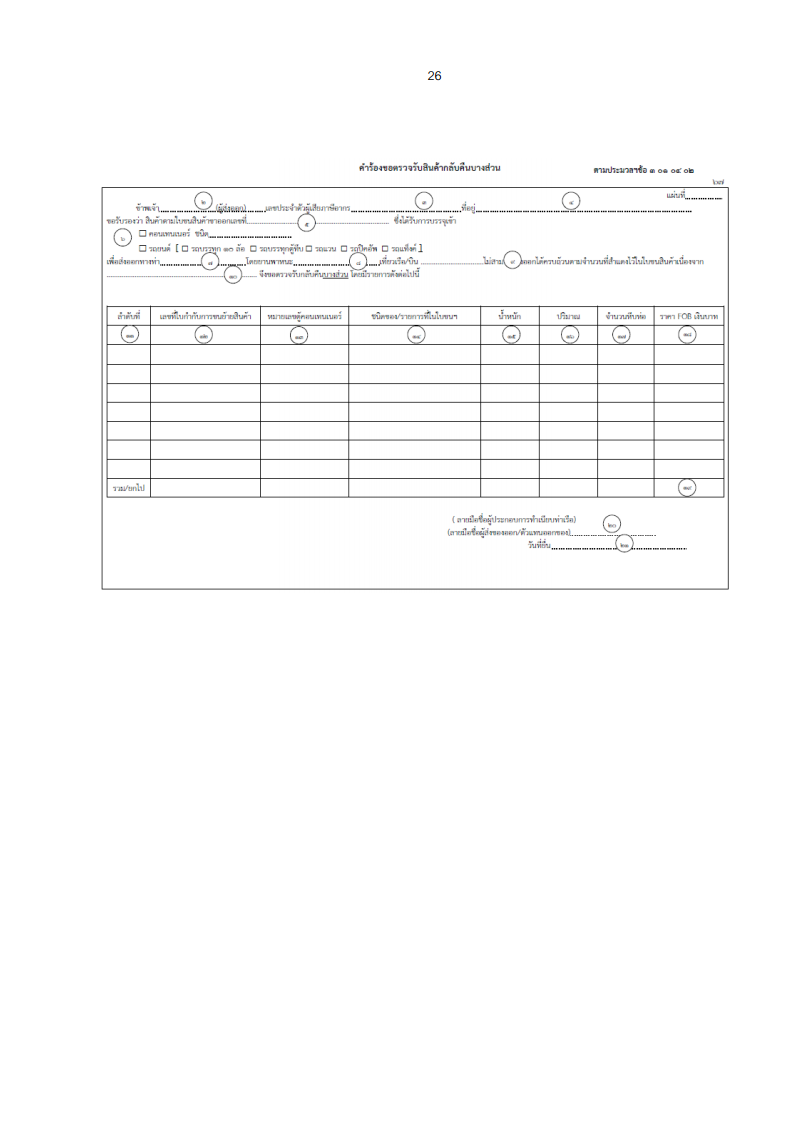 26
คำร้องขอตรวจรับสินค้ากลับคืนบางส่วน ตามประมวลฯข้อ ๓ ๐๑ ๐๔ ๐๒
๖๗
แผ่นที่
ข้าพเจ้า ๒ (ผู้ส่งออก) เลขประจำตัวผู้เสียภาษีอากร ๓ ที่อยู่ ๔
ขอรับรองว่า สินค้าตามใบขนสินค้าขาออกเลขที่ ๕ ซึ่งได้รับการบรรจุเข้า
๖ ☐ คอนเทนเนอร์ ชนิด
☐ รถยนต์ [ ☐ รถบรรทุก ๑๐ ล้อ ☐ รถบรรทุกตู้ทึบ ☐ รถแวน ☐ รถปิคอัพ ☐ รถแท็งค์ ]
เพื่อส่งออกทางท่า ๗ โดยยานพาหนะ ๘ เที่ยวเรือ/บิน ไม่สาม ๙ ออกได้ครบถ้วนตามจำนวนที่สำแดงไว้ในใบขนสินค้าเนื่องจาก
๑๐ จึงขอตรวจรับกลับคืนบางส่วน โดยมีรายการดังต่อไปนี้
ลำดับที่ เลขที่ใบกำกับการขนย้ายสินค้า หมายเลขตู้คอนเทนเนอร์ ชนิดของ/รายการที่ในใบขนฯ น้ำหนัก ปริมาณ จำนวนหีบห่อ ราคา FOB เงินบาท
๑๑ ๑๒ ๑๓ ๑๔ ๑๕ ๑๖ ๑๗ ๑๘
รวม/ยกไป ๑๙
( ลายมือชื่อผู้ประกอบการทำเนียบท่าเรือ) ๒๐
(ลายมือชื่อผู้ส่งของออก/ตัวแทนออกของ)
วันที่ยื่น ๒๑